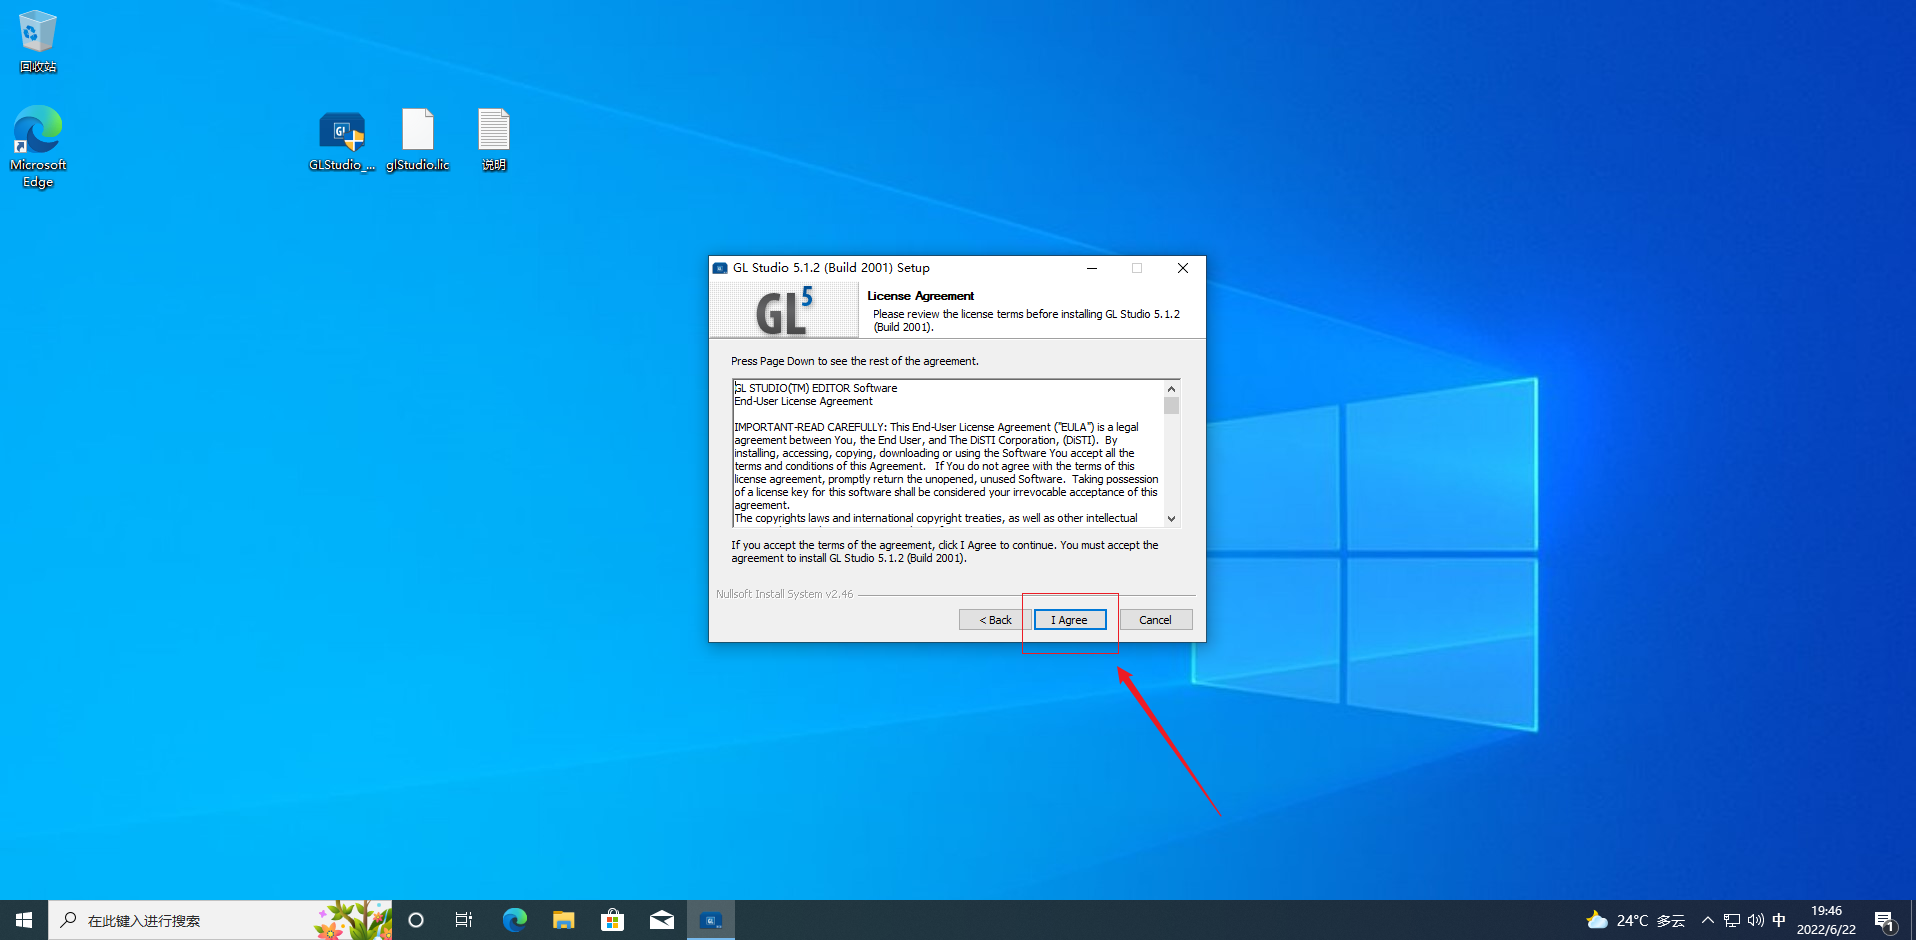 回收站
Microsoft
Edge
GLStudio_...
glStudio.lic
说明
GL Studio 5.1.2 (Build 2001) Setup
GL5
License Agreement
Please review the license terms before installing GL Studio 5.1.2
(Build 2001).
Press Page Down to see the rest of the agreement.
GL STUDIO(TM) EDITOR Software
End-User License Agreement
IMPORTANT-READ CAREFULLY: This End-User License Agreement ("EULA") is a legal
agreement between You, the End User, and The DiSTI Corporation, (DiSTI).  By
installing, accessing, copying, downloading or using the Software You accept all the
terms and conditions of this Agreement.   If You do not agree with the terms of this
license agreement, promptly return the unopened, unused Software.  Taking possession
of a license key for this software shall be considered your irrevocable acceptance of this
agreement.
The copyrights laws and international copyright treaties, as well as other intellectual
If you accept the terms of the agreement, click I Agree to continue. You must accept the
agreement to install GL Studio 5.1.2 (Build 2001).
Nullsoft Install System v2.46
< Back
I Agree
Cancel
在此键入进行搜索
24°C 多云
中
19:46
2022/6/22
1